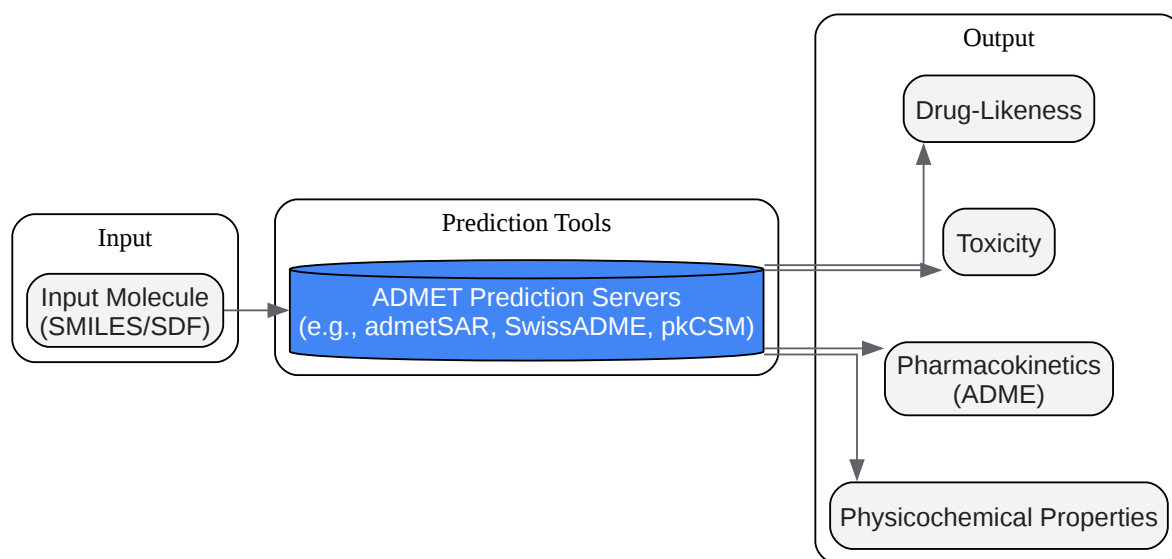 Input
Input Molecule
(SMILES/SDF)
Prediction Tools
ADMET Prediction Servers
(e.g., admetSAR, SwissADME, pkCSM)
Output
Drug-Likeness
Toxicity
Pharmacokinetics
(ADME)
Physicochemical Properties